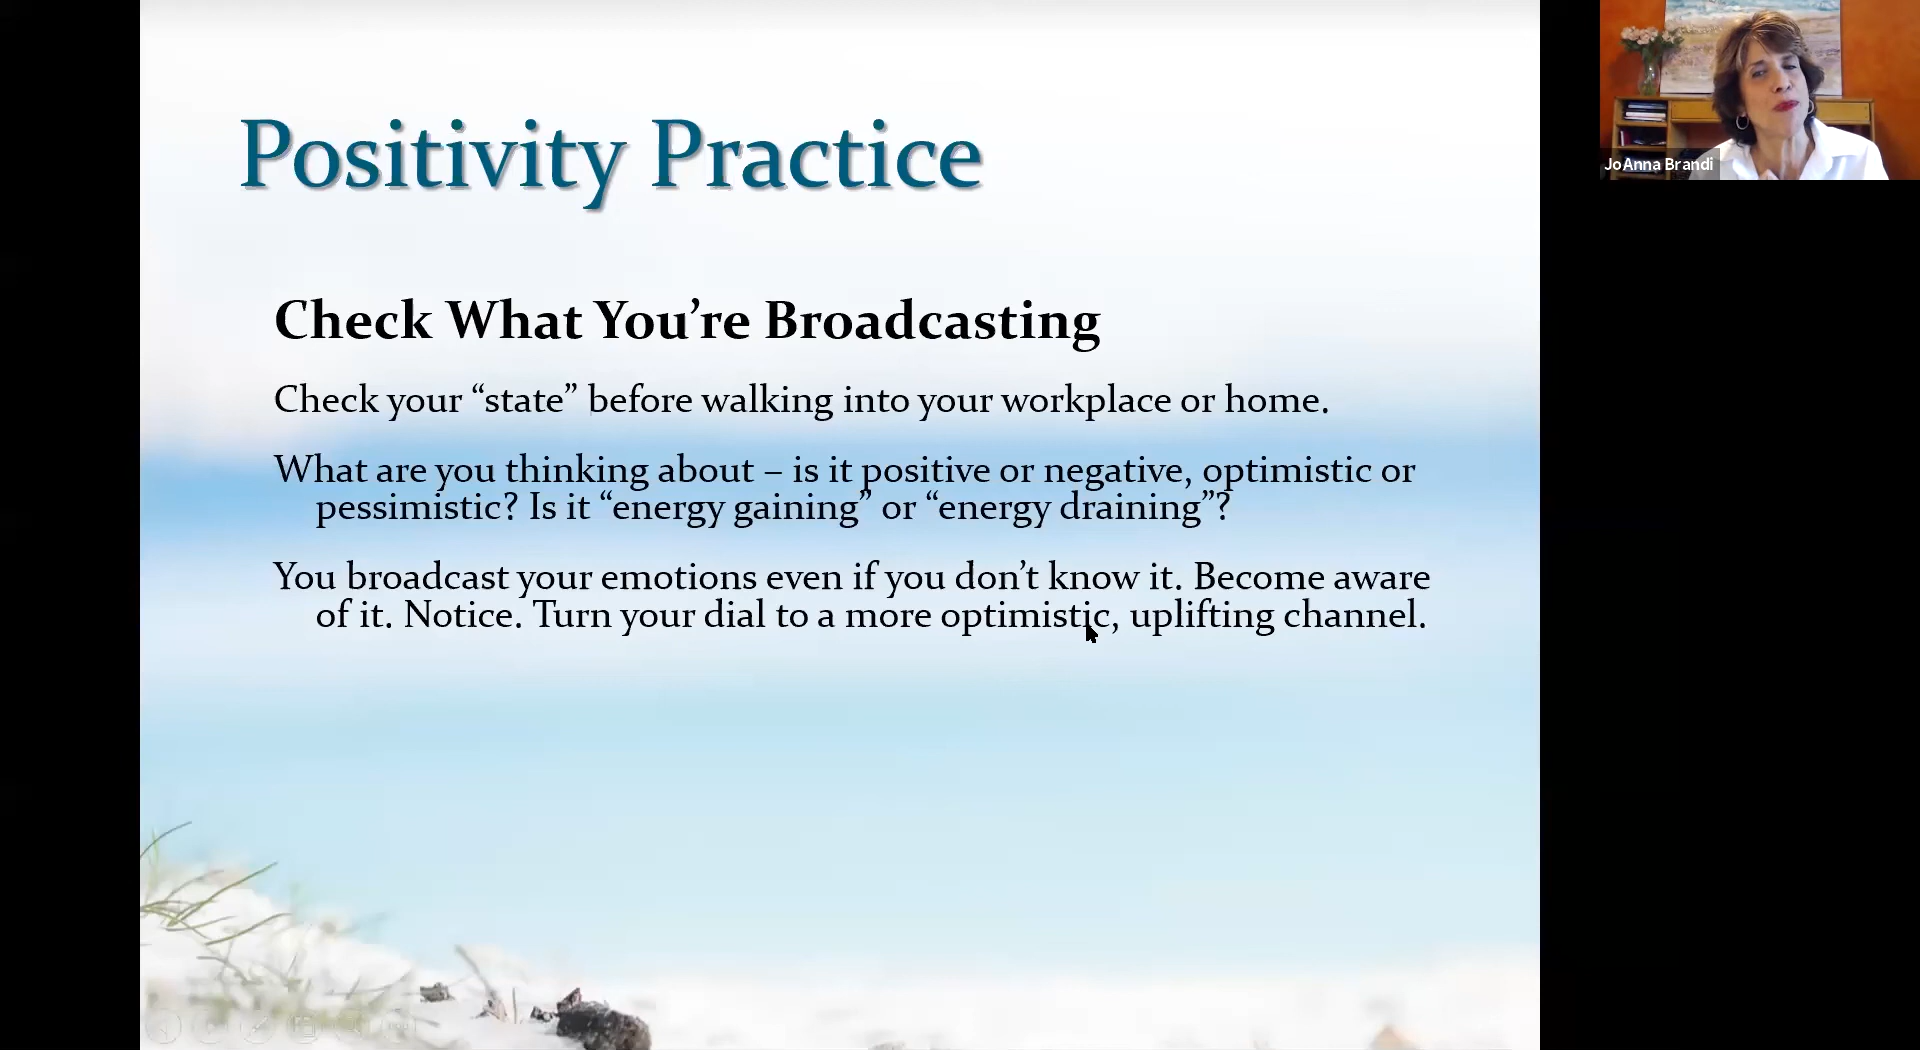 Positivity Practice
Check What You’re Broadcasting
Check your “state” before walking into your workplace or home.
What are you thinking about – is it positive or negative, optimistic or
pessimistic? Is it “energy gaining” or “energy draining”?
You broadcast your emotions even if you don’t know it. Become aware
of it. Notice. Turn your dial to a more optimistic, uplifting channel.
JoAnna Brandi